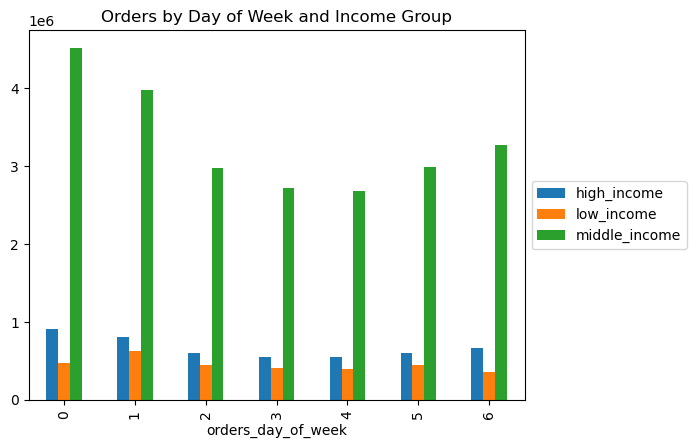 Orders by Day of Week and Income Group
1e6
4
3
2
1
0
0 1 2 3 4 5 6
orders_day_of_week
high_income
low_income
middle_income